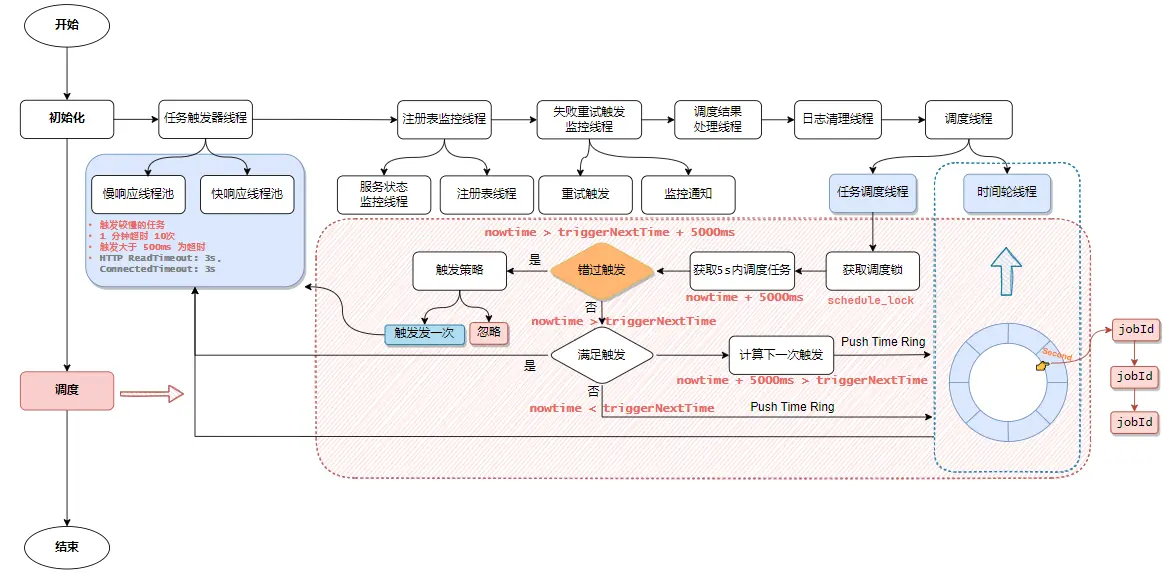 开始
初始化
任务触发器线程
注册表监控线程
失败重试触发
监控线程
调度结果
处理线程
日志清理线程
调度线程
慢响应线程池
快响应线程池
服务状态
监控线程
注册表线程
重试触发
监控通知
任务调度线程
时间轮线程
• 触发较慢的任务
• 1 分钟超时 10次
• 触发大于 500ms 为超时
• HTTP ReadTimeout: 3s.
ConnectedTimeout: 3s
nowtime > triggerNextTime + 5000ms
触发策略
是
错过触发
获取5s内调度任务
获取调度锁
nowtime + 5000ms
schedule_lock
否
nowtime > triggerNextTime
触发发一次
忽略
满足触发
计算下一次触发
Push Time Ring
Second
jobId
是
nowtime + 5000ms > triggerNextTime
jobId
调度
否
nowtime < triggerNextTime
Push Time Ring
jobId
结束